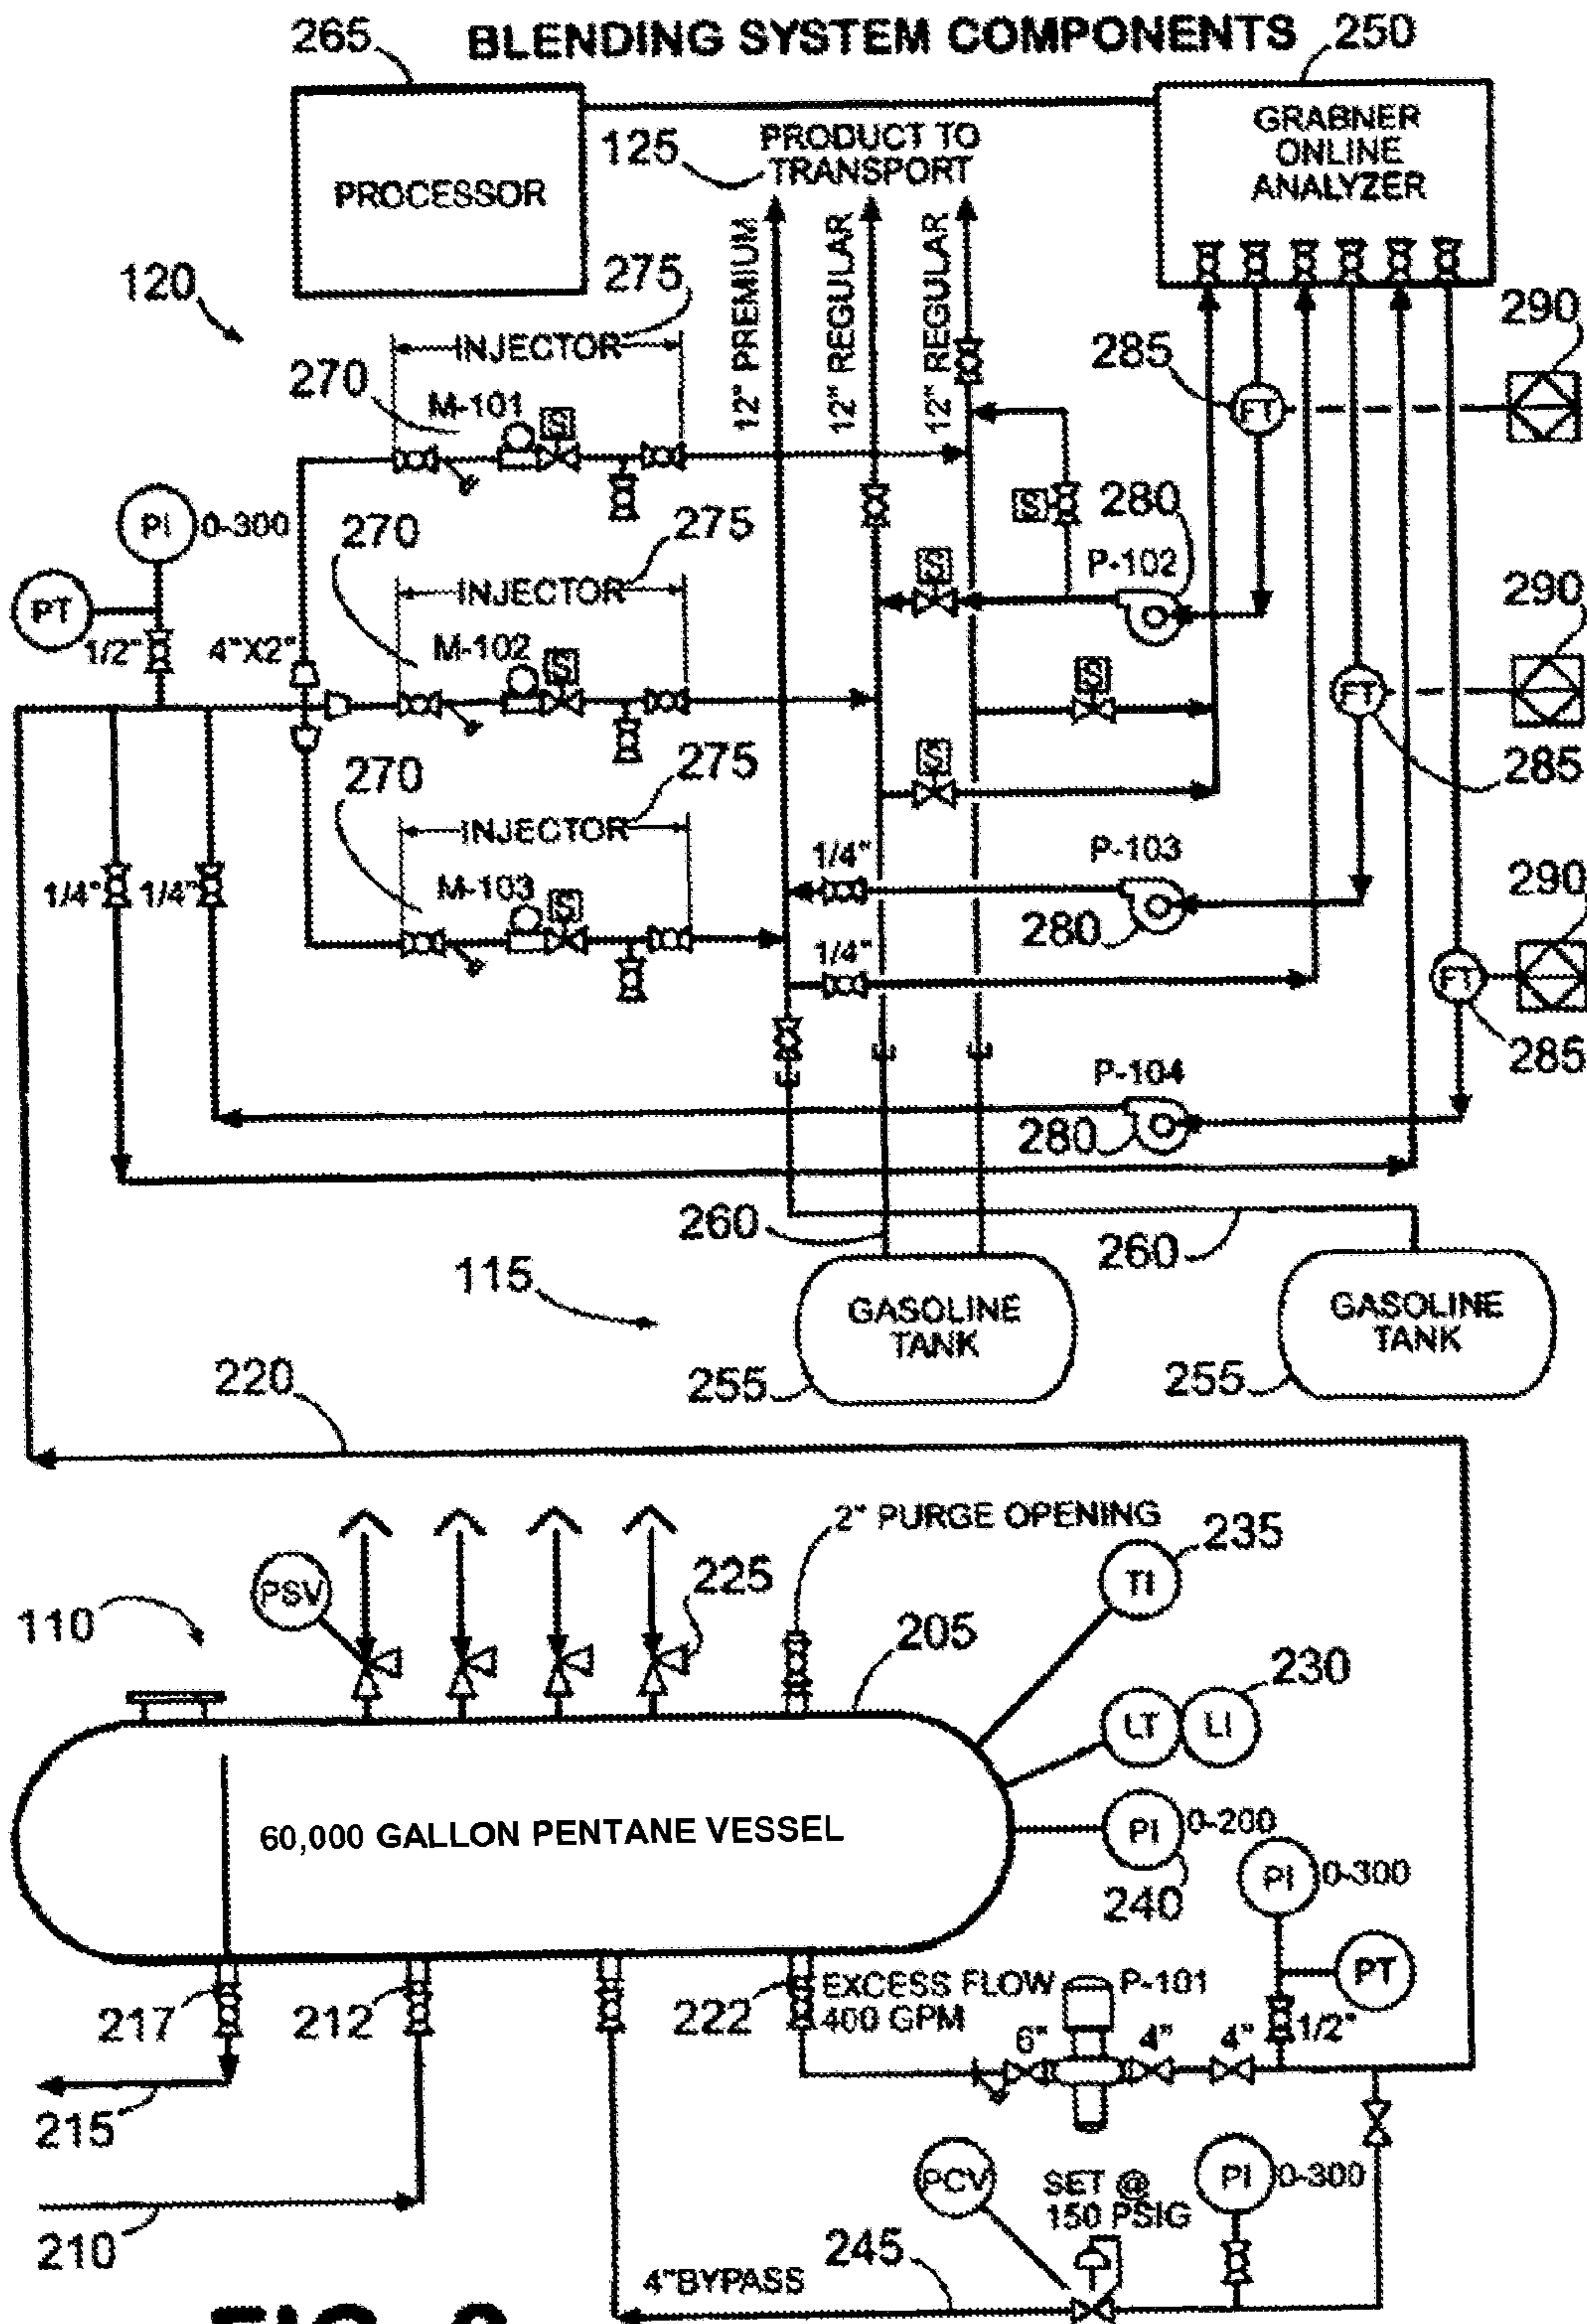 BLENDING SYSTEM COMPONENTS
265
250
PROCESSOR
125
PRODUCT TO
TRANSPORT
GRABNER
ONLINE
ANALYZER
12" PREMIUM
12" REGULAR
12" REGULAR
120
275
INJECTOR
270
M-101
S
285
FT
290
PI
0-300
PT
1/2"
4"X2"
270
275
INJECTOR
M-102
S
S
280
P-102
S
290
FT
285
S
S
270
275
INJECTOR
M-103
S
1/4"
1/4"
1/4"
P-103
280
1/4"
290
FT
285
P-104
280
260
260
115
GASOLINE
TANK
255
GASOLINE
TANK
255
220
2" PURGE OPENING
235
TI
PSV
225
110
205
230
LT
LI
60,000 GALLON PENTANE VESSEL
PI
0-200
240
PI
0-300
PT
217
212
222
EXCESS FLOW
400 GPM
P-101
6"
4"
4"
1/2"
215
210
PCV
SET @
150 PSIG
PI
0-300
245
4"BYPASS